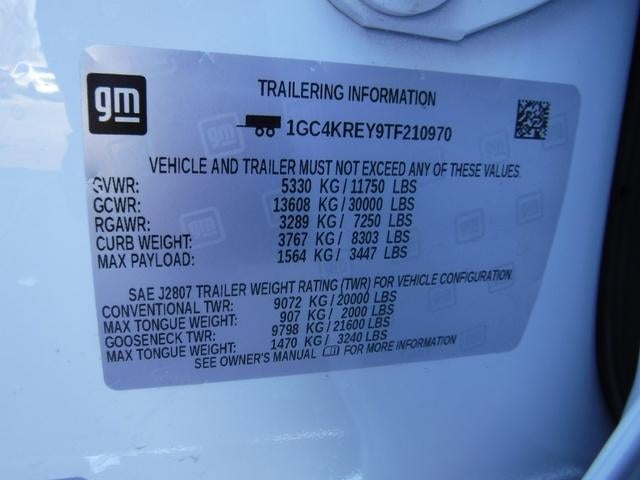 gm
TRAILERING INFORMATION
1GC4KREY9TF210970
VEHICLE AND TRAILER MUST NOT EXCEED ANY OF THESE VALUES.
GVWR: 5330 KG / 11750 LBS
GCWR: 13608 KG / 30000 LBS
RGAWR: 3289 KG / 7250 LBS
CURB WEIGHT: 3767 KG / 8303 LBS
MAX PAYLOAD: 1564 KG / 3447 LBS
SAE J2807 TRAILER WEIGHT RATING (TWR) FOR VEHICLE CONFIGURATION
CONVENTIONAL TWR: 9072 KG / 20000 LBS
MAX TONGUE WEIGHT: 907 KG / 2000 LBS
GOOSENECK TWR: 9798 KG / 21600 LBS
MAX TONGUE WEIGHT: 1470 KG / 3240 LBS
SEE OWNER'S MANUAL FOR MORE INFORMATION